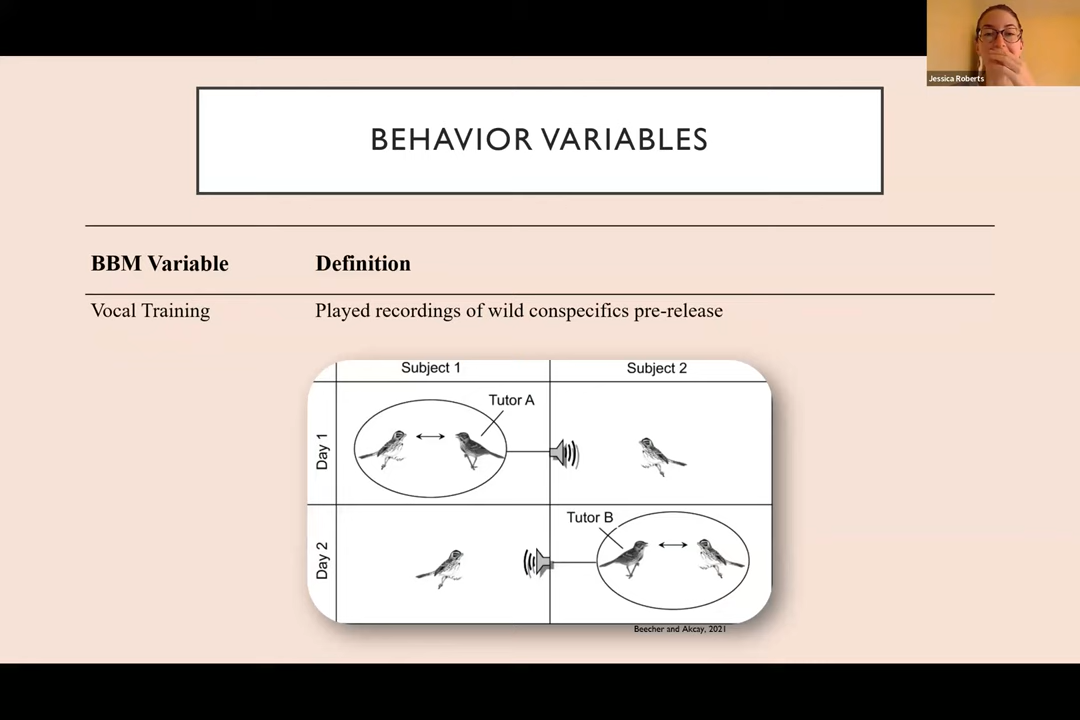 Jessica Roberts
BEHAVIOR VARIABLES
BBM Variable Definition
Vocal Training Played recordings of wild conspecifics pre-release
Subject 1 Subject 2
Tutor A
Day 1
Tutor B
Day 2
Beecher and Akcay, 2021